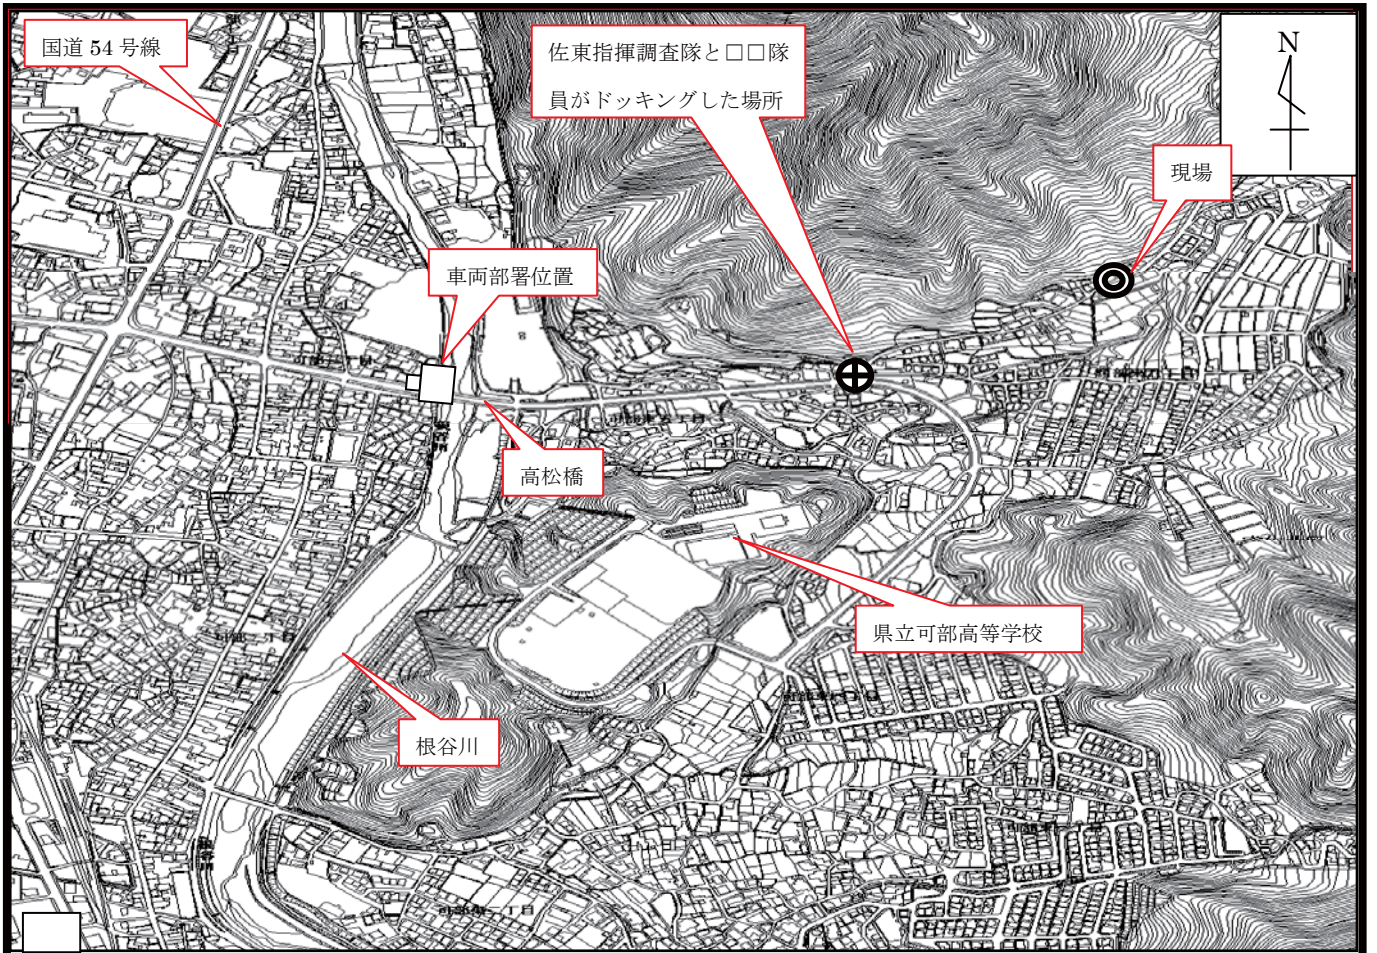 国道 54 号線
佐東指揮調査隊と□□隊
員がドッキングした場所
N
現場
車両部署位置
高松橋
県立可部高等学校
根谷川